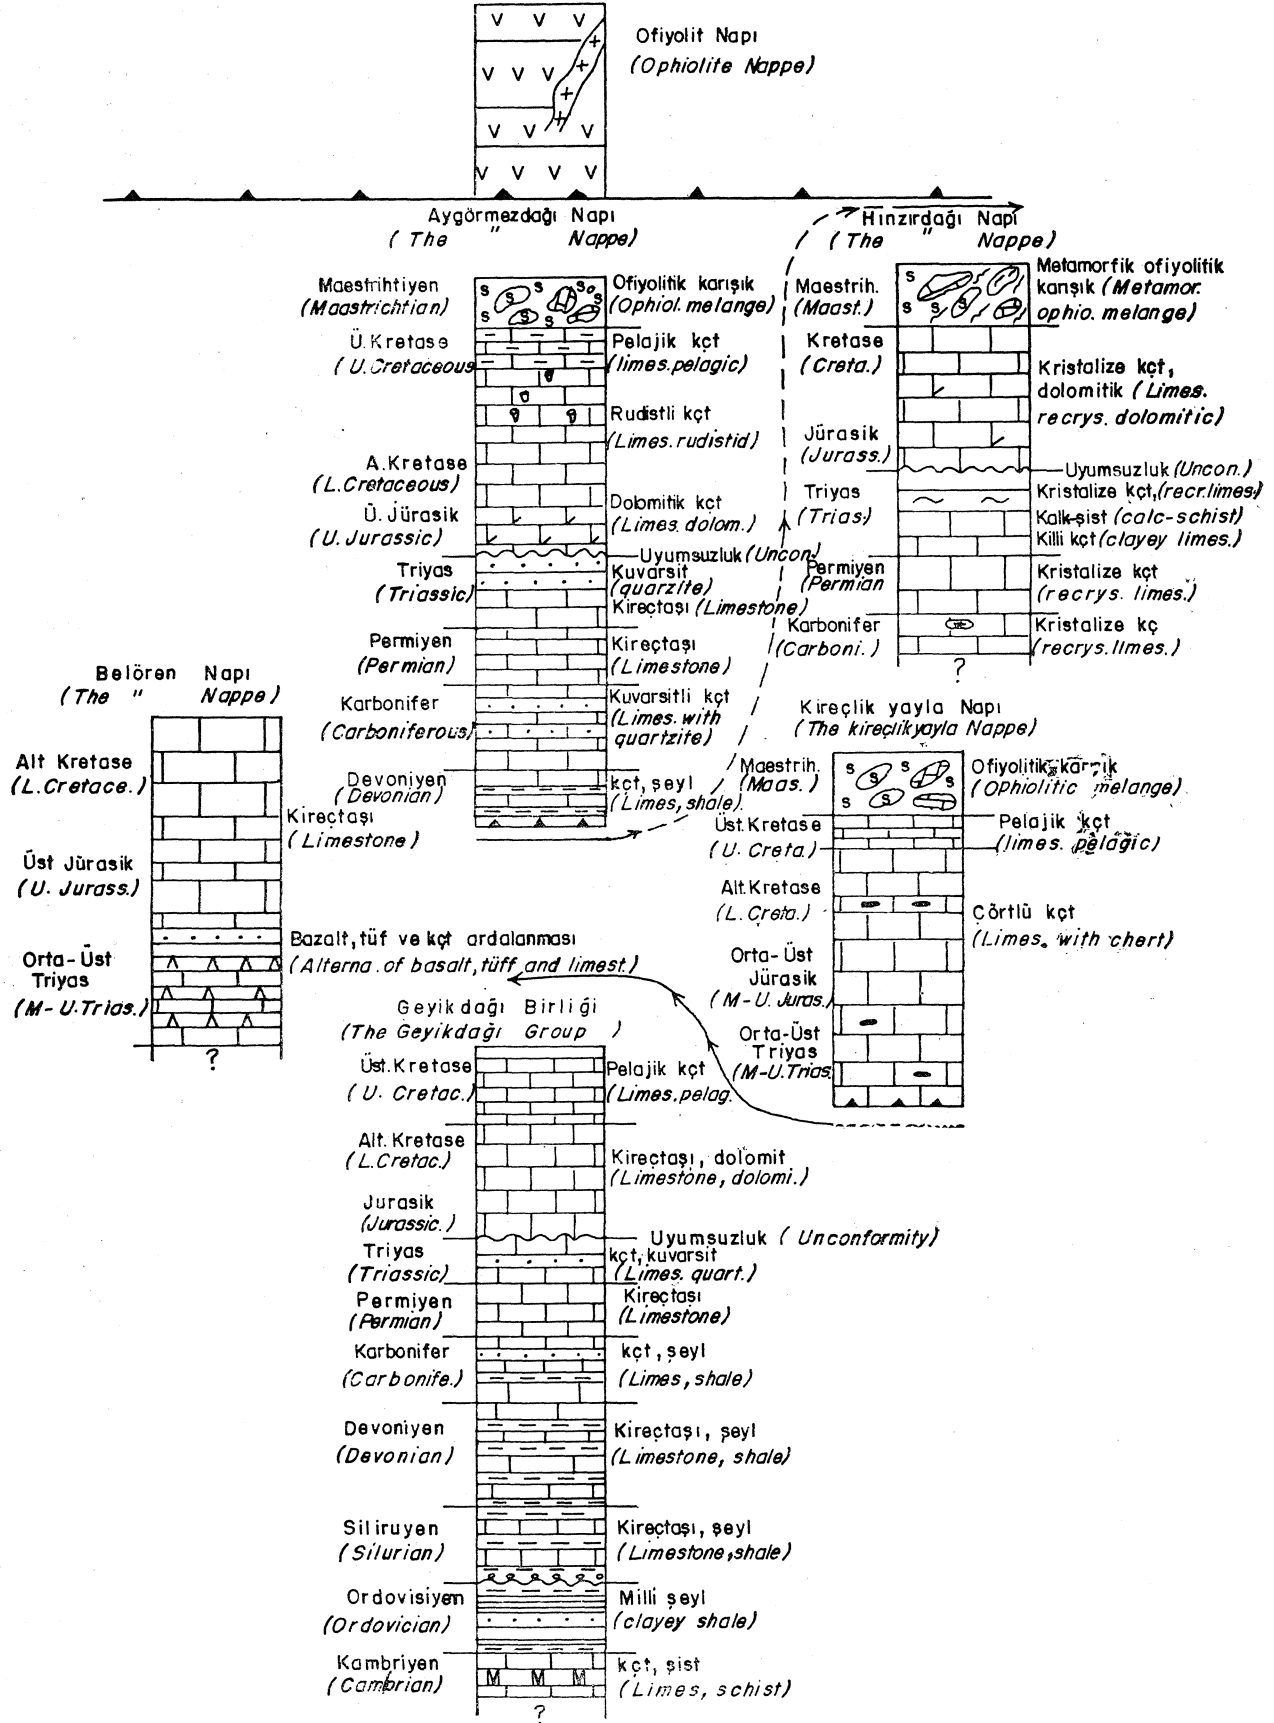 Ofiyolit Napı
(Ophiolite Nappe)
Aygörmezdağı Napı
(The " Nappe)
Maestrihtiyen
(Maastrichtian)
Ofiyolitik karışık
(Ophiol. melange)
Ü. Kretase
(U. Cretaceous
Pelajik kçt
(limes. pelagic)
Rudistli kçt
(Limes. rudistid)
A. Kretase
(L. Cretaceous)
Dolomitik kçt
(Limes. dolom.)
Ü. Jürasik
(U. Jurassic)
Uyumsuzluk (Uncon.)
Triyas
(Triassic)
Kuvarsit
(quarzite)
Kireçtaşı (Limestone)
Permiyen
(Permian)
Kireçtaşı
(Limestone)
Karbonifer
(Carboniferous)
Kuvarsitli kçt
(Limes. with
quartzite)
Devoniyen
(Devonian)
kçt, şeyl
(Limes, shale)
Hınzırdağı Napı
(The " Nappe)
Maestrih.
(Maast.)
Metamorfik ofiyolitik
karışık (Metamor.
ophio. melange)
Kretase
(Creta.)
Kristalize kçt,
dolomitik (Limes.
recrys. dolomitic)
Jürasik
(Jurass.)
Uyumsuzluk (Uncon.)
Triyas
(Trias.)
Kristalize kçt, (recr. limes.)
Kalk-şist (calc-schist)
Killi kçt (clayey limes.)
Permiyen
(Permian
Kristalize kçt
(recrys. limes.)
Karbonifer
(Carboni.)
Kristalize kç
(recrys. limes.)
?
Belören Napı
(The " Nappe)
Alt Kretase
(L. Cretace.)
Kireçtaşı
(Limestone)
Üst Jürasik
(U. Jurass.)
Bazalt, tüf ve kçt ardalanması
(Alterna. of basalt, tüff and limest.)
Orta-Üst
Triyas
(M-U. Trias.)
?
Kireçlik yayla Napı
(The kireçlikyayla Nappe)
Maestrih.
(Maas.)
Ofiyolitik karışık
(Ophiolitic melange)
Üst. Kretase
(U. Creta.)
Pelajik kçt
(limes. pelagic)
Alt. Kretase
(L. Creta.)
Çörtlü kçt
(Limes. with chert)
Orta-Üst
Jürasik
(M-U. Juras.)
Orta-Üst
Triyas
(M-U. Trias.
Geyikdağı Birliği
(The Geyikdağı Group )
Üst. Kretase
(U. Cretac.)
Pelajik kçt
(Limes. pelag.
Alt. Kretase
(L. Cretac.)
Kireçtaşı, dolomit
(Limestone, dolomi.)
Jurasik
(Jurassic.)
Uyumsuzluk (Unconformity)
Triyas
(Triassic)
kçt, kuvarsit
(Limes. quart.)
Permiyen
(Permian)
Kireçtaşı
(Limestone)
Karbonifer
(Carbonife.)
kçt, şeyl
(Limes, shale)
Devoniyen
(Devonian)
Kireçtaşı, şeyl
(Limestone, shale)
Siliruyen
(Silurian)
Kireçtaşı, şeyl
(Limestone, shale)
Ordovisiyen
(Ordovician)
Milli şeyl
(clayey shale)
Kambriyen
(Cambrian)
kçt, şist
(Limes, schist)
?